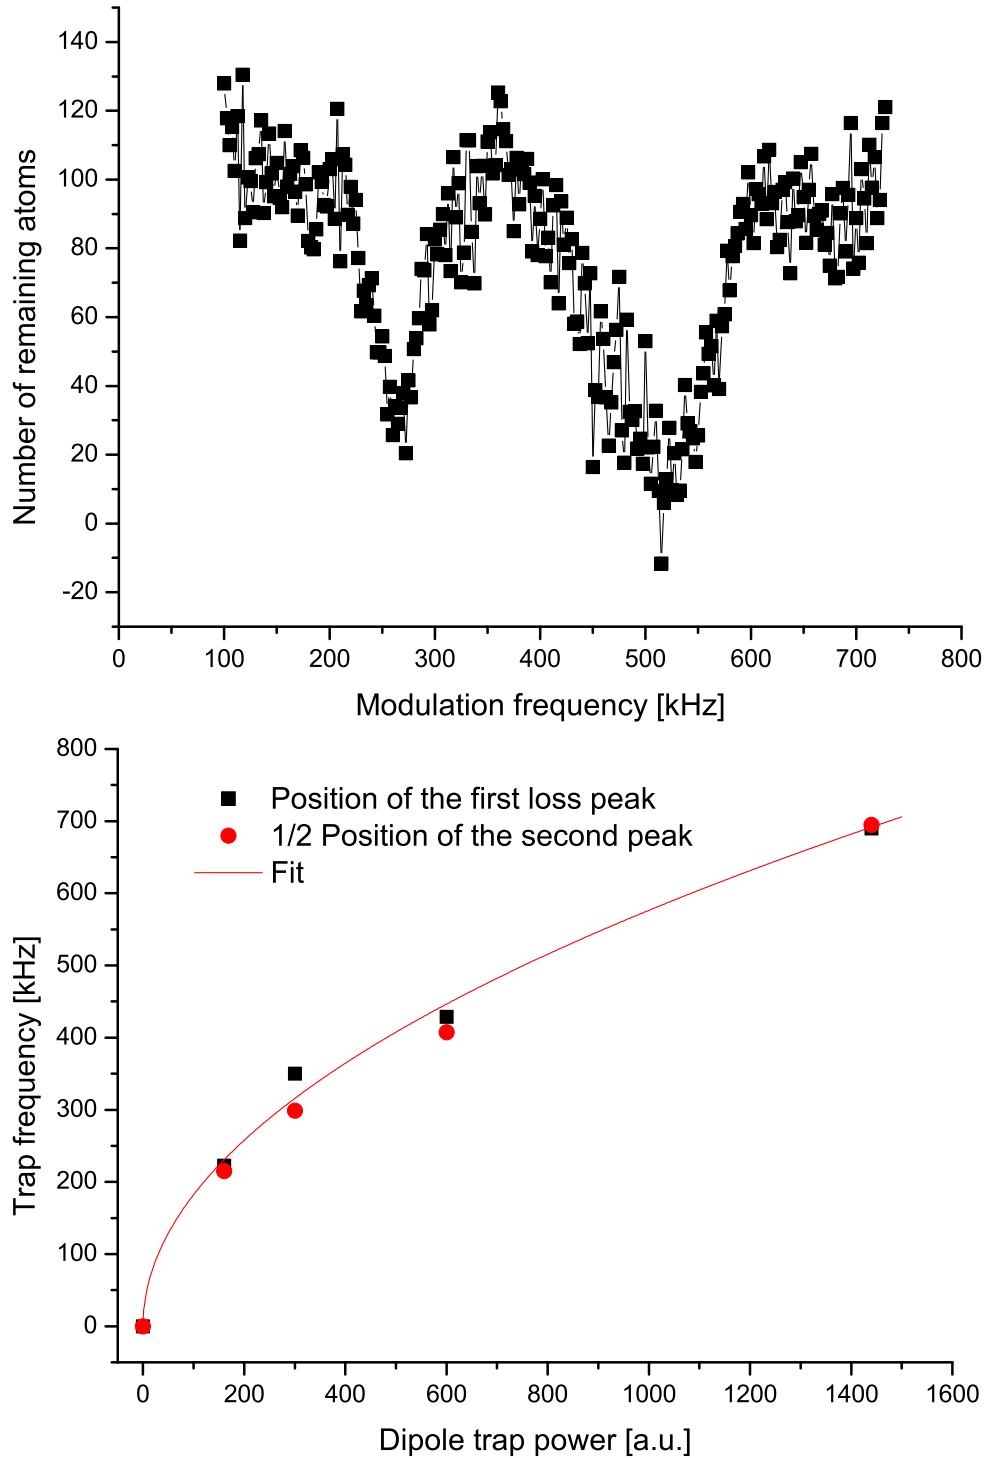 Number of remaining atoms
140
120
100
80
60
40
20
0
-20
0 100 200 300 400 500 600 700 800
Modulation frequency [kHz]
Trap frequency [kHz]
800
700
600
500
400
300
200
100
0
Position of the first loss peak
1/2 Position of the second peak
Fit
0 200 400 600 800 1000 1200 1400 1600
Dipole trap power [a.u.]